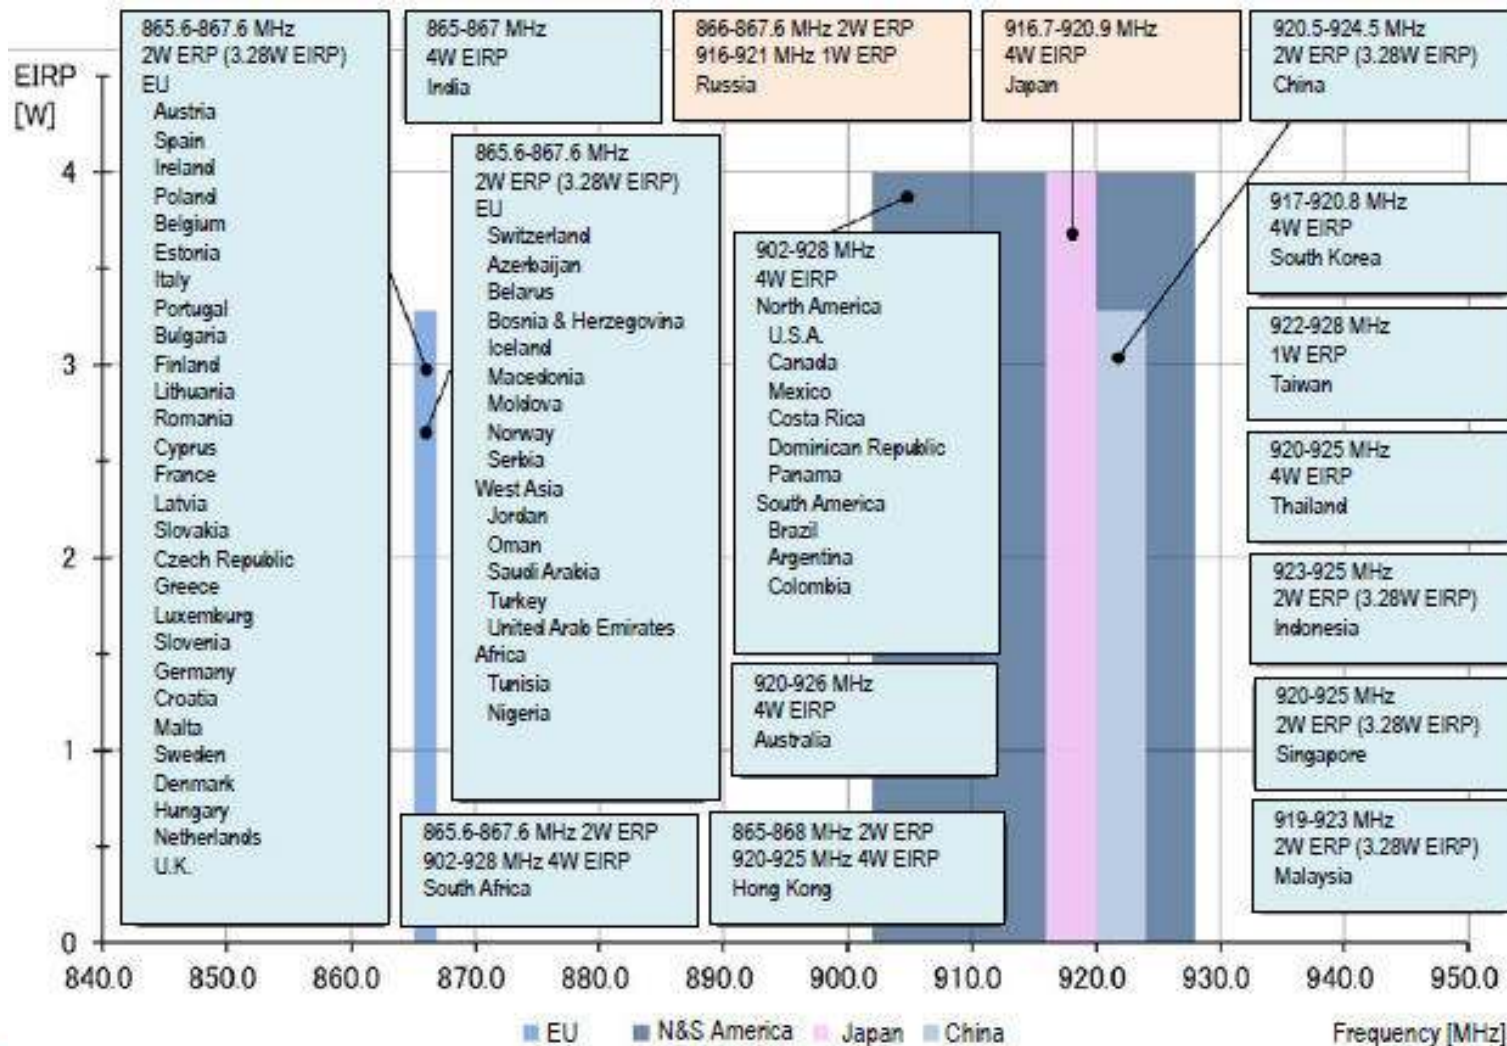 EIRP
[W]
4
3
2
1
0
865.6-867.6 MHz
2W ERP (3.28W EIRP)
EU
Austria
Spain
Ireland
Poland
Belgium
Estonia
Italy
Portugal
Bulgaria
Finland
Lithuania
Romania
Cyprus
France
Latvia
Slovakia
Czech Republic
Greece
Luxemburg
Slovenia
Germany
Croatia
Malta
Sweden
Denmark
Hungary
Netherlands
U.K.
865-867 MHz
4W EIRP
India
865.6-867.6 MHz
2W ERP (3.28W EIRP)
EU
Switzerland
Azerbaijan
Belarus
Bosnia & Herzegovina
Iceland
Macedonia
Moldova
Norway
Serbia
West Asia
Jordan
Oman
Saudi Arabia
Turkey
United Arab Emirates
Africa
Tunisia
Nigeria
865.6-867.6 MHz 2W ERP
902-928 MHz 4W EIRP
South Africa
866-867.6 MHz 2W ERP
916-921 MHz 1W ERP
Russia
902-928 MHz
4W EIRP
North America
U.S.A.
Canada
Mexico
Costa Rica
Dominican Republic
Panama
South America
Brazil
Argentina
Colombia
920-926 MHz
4W EIRP
Australia
865-868 MHz 2W ERP
920-925 MHz 4W EIRP
Hong Kong
916.7-920.9 MHz
4W EIRP
Japan
920.5-924.5 MHz
2W ERP (3.28W EIRP)
China
917-920.8 MHz
4W EIRP
South Korea
922-928 MHz
1W ERP
Taiwan
920-925 MHz
4W EIRP
Thailand
923-925 MHz
2W ERP (3.28W EIRP)
Indonesia
920-925 MHz
2W ERP (3.28W EIRP)
Singapore
919-923 MHz
2W ERP (3.28W EIRP)
Malaysia
840.0 850.0 860.0 870.0 880.0 890.0 900.0 910.0 920.0 930.0 940.0 950.0
EU N&S America Japan China Frequency [MHz]